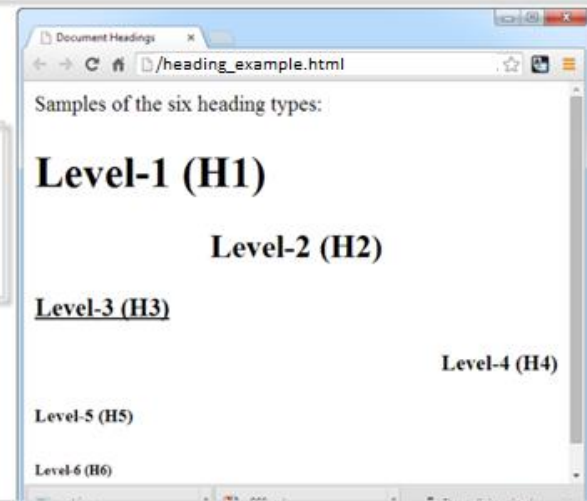 Document Headings
/heading_example.html
Samples of the six heading types:
Level-1 (H1)
Level-2 (H2)
Level-3 (H3)
Level-4 (H4)
Level-5 (H5)
Level-6 (H6)